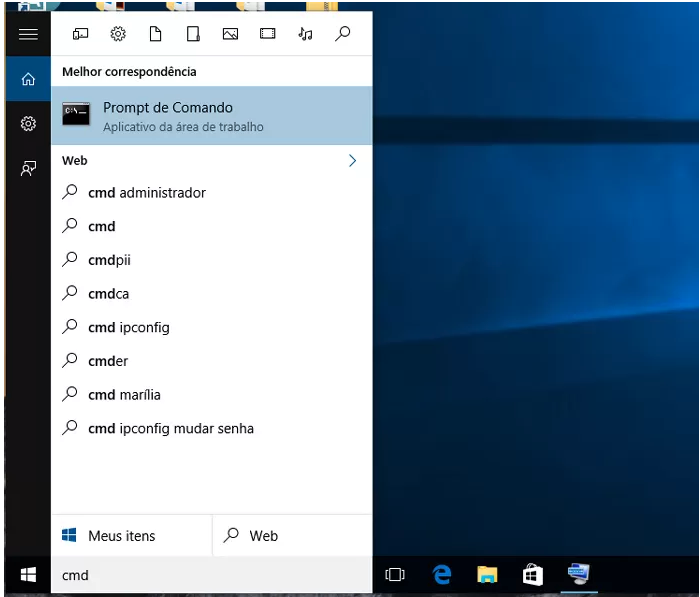 Melhor correspondência
C:\_
Prompt de Comando
Aplicativo da área de trabalho
Web
cmd administrador
cmd
cmdpii
cmdca
cmd ipconfig
cmder
cmd marília
cmd ipconfig mudar senha
Meus itens
Web
cmd